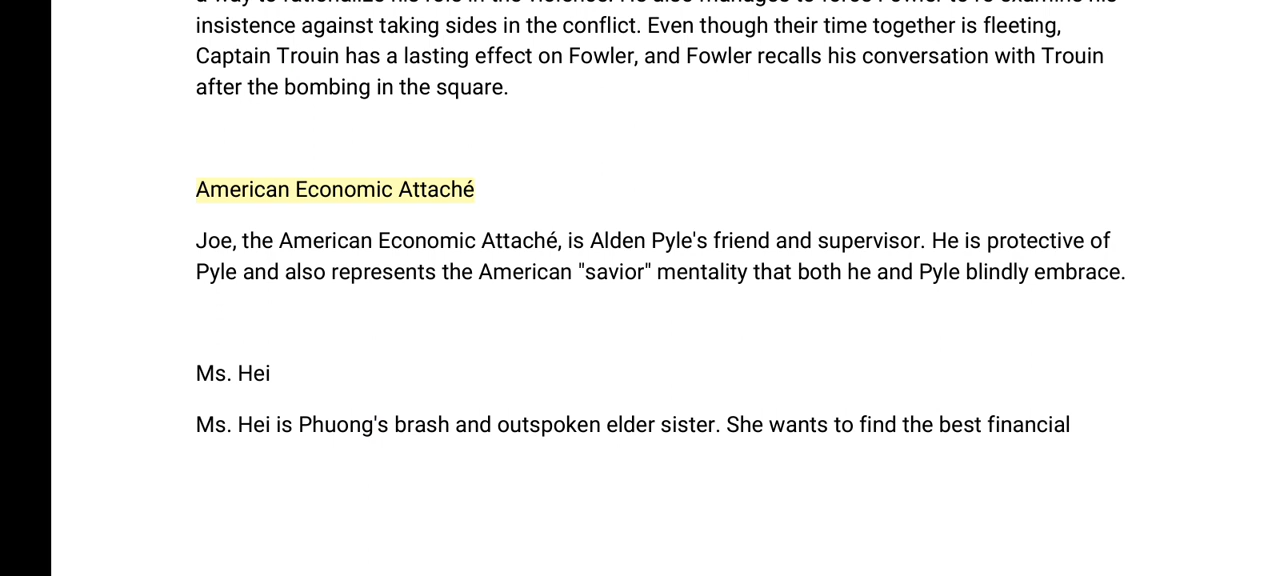 insistence against taking sides in the conflict. Even though their time together is fleeting,
Captain Trouin has a lasting effect on Fowler, and Fowler recalls his conversation with Trouin
after the bombing in the square.
American Economic Attaché
Joe, the American Economic Attaché, is Alden Pyle's friend and supervisor. He is protective of
Pyle and also represents the American "savior" mentality that both he and Pyle blindly embrace.
Ms. Hei
Ms. Hei is Phuong's brash and outspoken elder sister. She wants to find the best financial